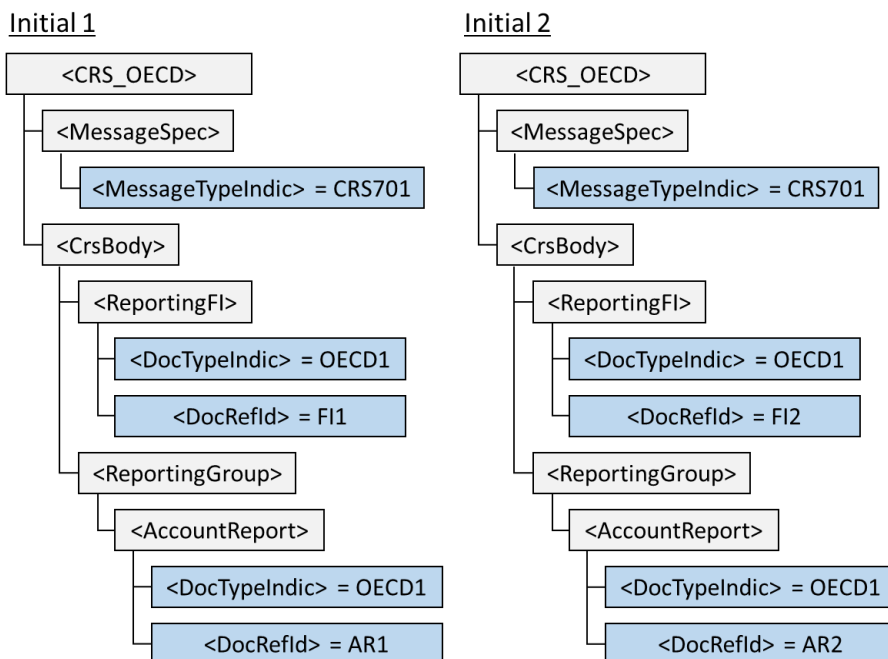 Initial 1
<CRS_OECD>
<MessageSpec>
<MessageTypeIndic> = CRS701
<CrsBody>
<ReportingFI>
<DocTypeIndic> = OECD1
<DocRefId> = FI1
<ReportingGroup>
<AccountReport>
<DocTypeIndic> = OECD1
<DocRefId> = AR1
Initial 2
<CRS_OECD>
<MessageSpec>
<MessageTypeIndic> = CRS701
<CrsBody>
<ReportingFI>
<DocTypeIndic> = OECD1
<DocRefId> = FI2
<ReportingGroup>
<AccountReport>
<DocTypeIndic> = OECD1
<DocRefId> = AR2